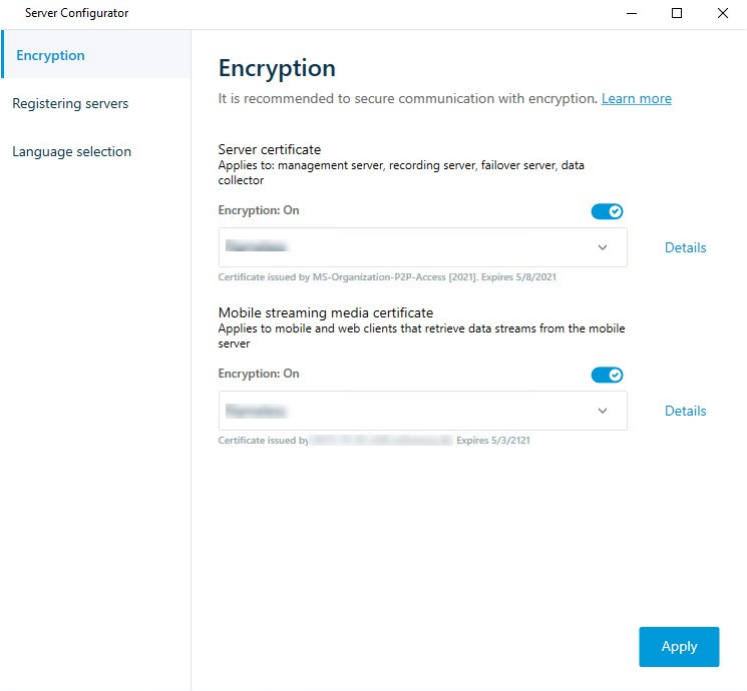 Server Configurator
Encryption
Registering servers
Language selection
Encryption
It is recommended to secure communication with encryption. Learn more
Server certificate
Applies to: management server, recording server, failover server, data
collector
Encryption: On
Details
Certificate issued by MS-Organization-P2P-Access [2021]. Expires 5/8/2021
Mobile streaming media certificate
Applies to mobile and web clients that retrieve data streams from the mobile
server
Encryption: On
Details
Certificate issued by Expires 5/3/2121
Apply